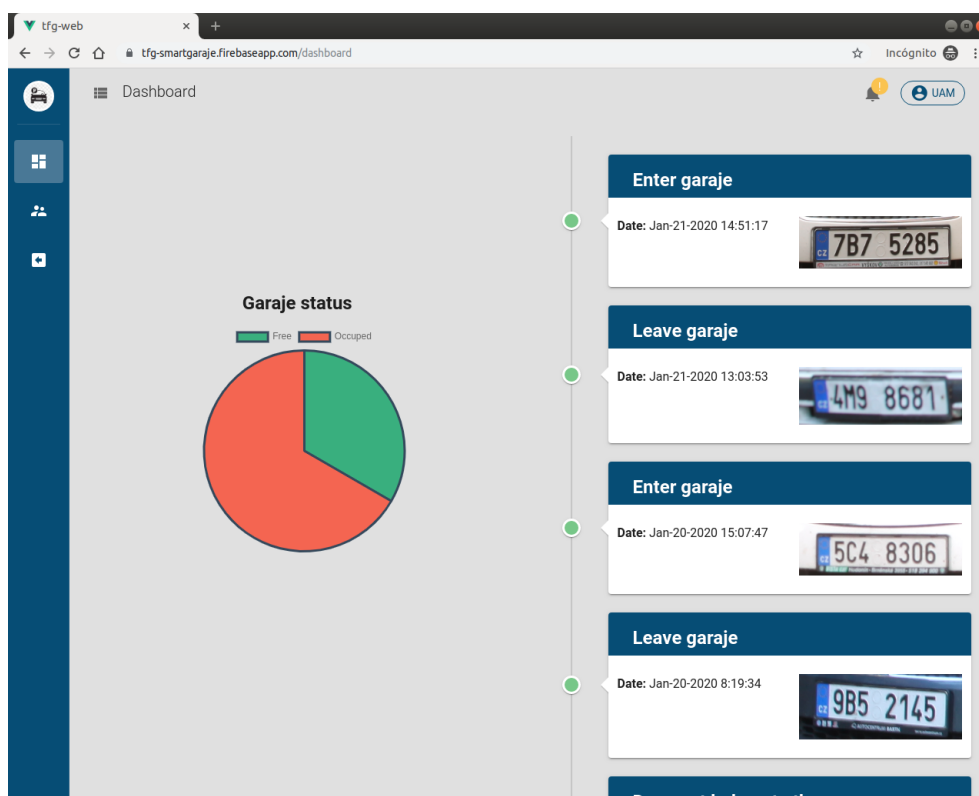 tfg-web
tfg-smartgaraje.firebaseapp.com/dashboard
Incógnito
Dashboard
UAM
Garaje status
Free
Occuped
Enter garaje
Date: Jan-21-2020 14:51:17
CZ 7B7 5285
Leave garaje
Date: Jan-21-2020 13:03:53
CZ 4M9 8681
Enter garaje
Date: Jan-20-2020 15:07:47
CZ 5C4 8306
Leave garaje
Date: Jan-20-2020 8:19:34
CZ 9B5 2145